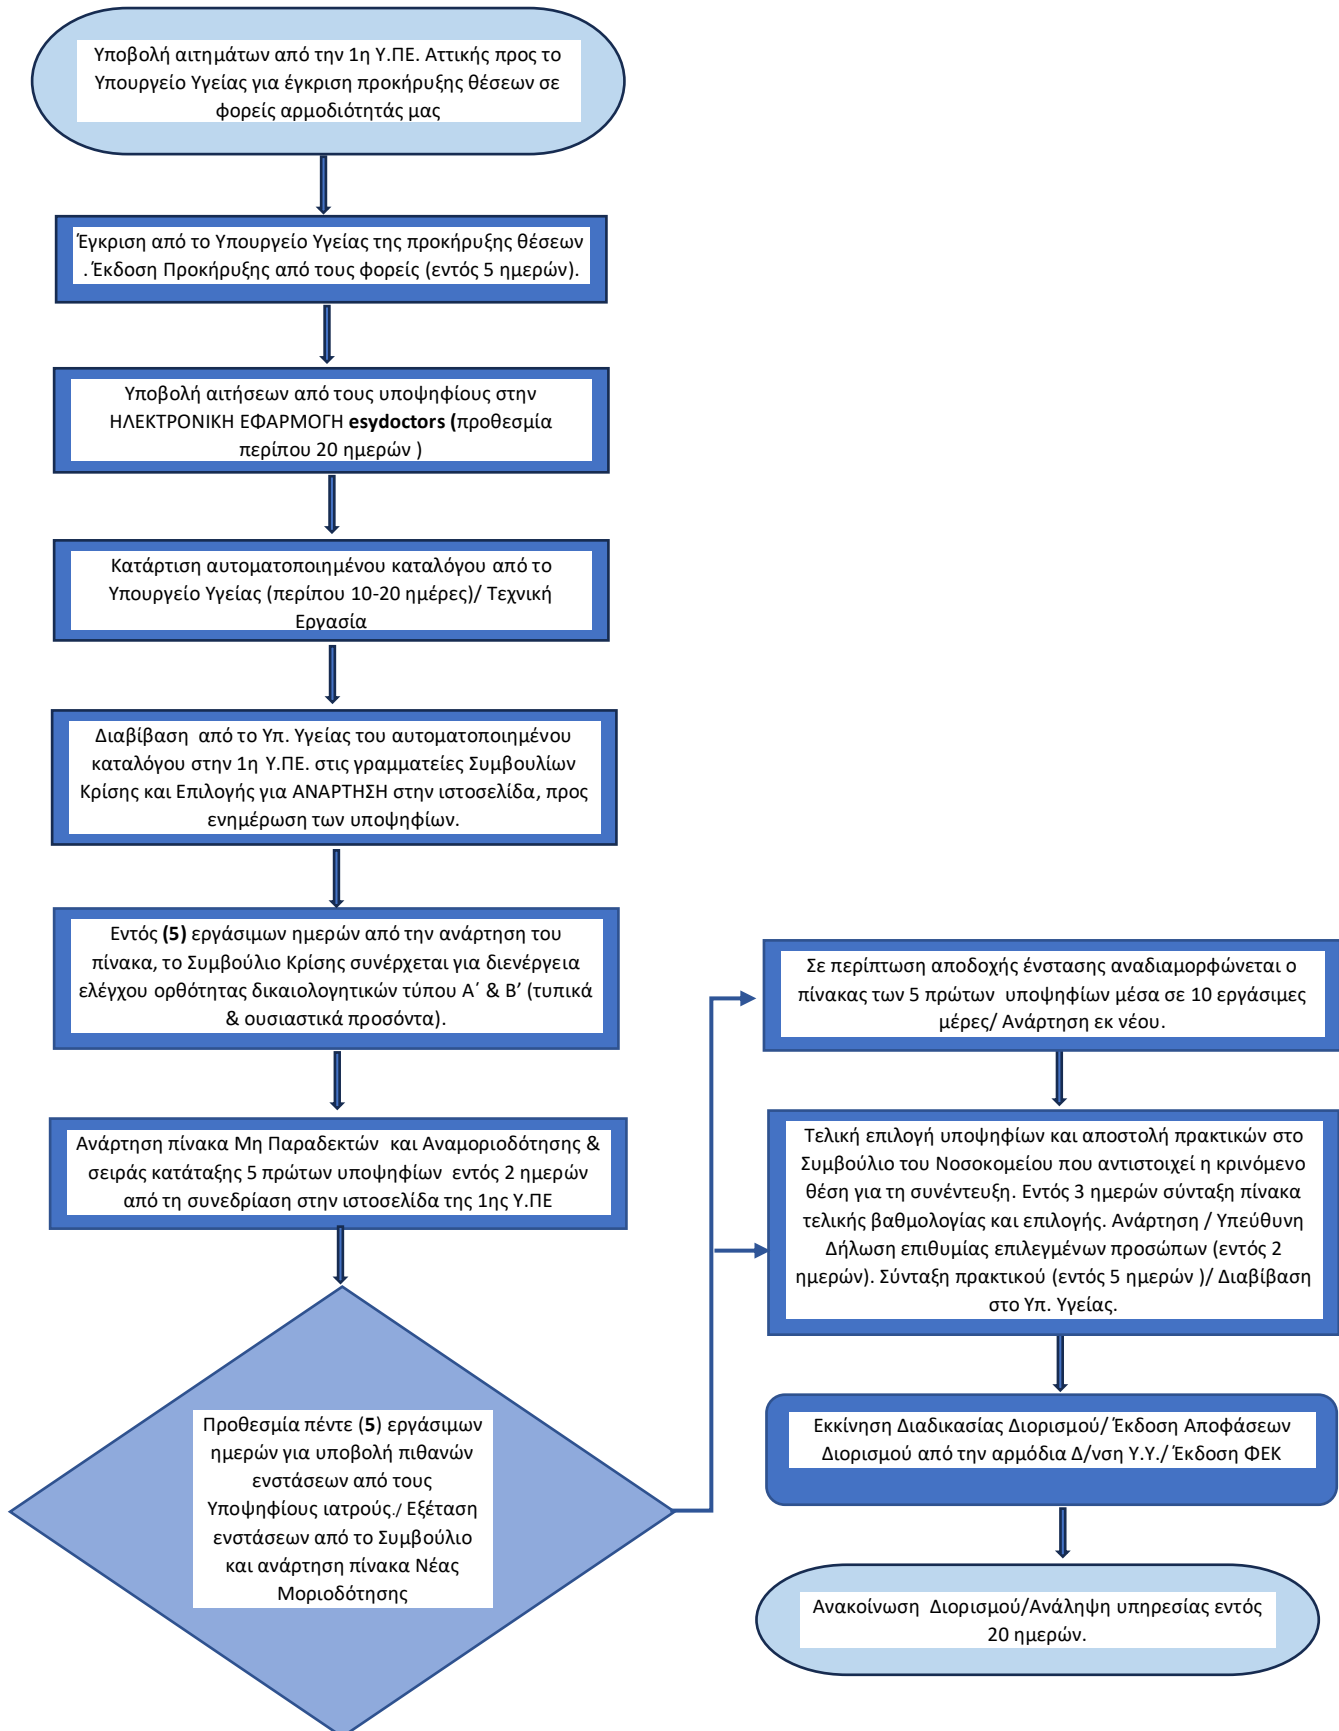 Υποβολή αιτημάτων από την 1η Υ.ΠΕ. Αττικής προς το
Υπουργείο Υγείας για έγκριση προκήρυξης θέσεων σε
φορείς αρμοδιότητάς μας
Έγκριση από το Υπουργείο Υγείας της προκήρυξης θέσεων
. Έκδοση Προκήρυξης από τους φορείς (εντός 5 ημερών).
Υποβολή αιτήσεων από τους υποψηφίους στην
ΗΛΕΚΤΡΟΝΙΚΗ ΕΦΑΡΜΟΓΗ esydoctors (προθεσμία
περίπου 20 ημερών )
Κατάρτιση αυτοματοποιημένου καταλόγου από το
Υπουργείο Υγείας (περίπου 10-20 ημέρες)/ Τεχνική
Εργασία
Διαβίβαση από το Υπ. Υγείας του αυτοματοποιημένου
καταλόγου στην 1η Υ.ΠΕ. στις γραμματείες Συμβουλίων
Κρίσης και Επιλογής για ΑΝΑΡΤΗΣΗ στην ιστοσελίδα, προς
ενημέρωση των υποψηφίων.
Εντός (5) εργάσιμων ημερών από την ανάρτηση του
πίνακα, το Συμβούλιο Κρίσης συνέρχεται για διενέργεια
ελέγχου ορθότητας δικαιολογητικών τύπου Α΄ & Β’ (τυπικά
& ουσιαστικά προσόντα).
Ανάρτηση πίνακα Μη Παραδεκτών και Αναμοριοδότησης &
σειράς κατάταξης 5 πρώτων υποψηφίων εντός 2 ημερών
από τη συνεδρίαση στην ιστοσελίδα της 1ης Υ.ΠΕ
Προθεσμία πέντε (5) εργάσιμων
ημερών για υποβολή πιθανών
ενστάσεων από τους
Υποψηφίους ιατρούς./ Εξέταση
ενστάσεων από το Συμβούλιο
και ανάρτηση πίνακα Νέας
Μοριοδότησης
Σε περίπτωση αποδοχής ένστασης αναδιαμορφώνεται ο
πίνακας των 5 πρώτων υποψηφίων μέσα σε 10 εργάσιμες
μέρες/ Ανάρτηση εκ νέου.
Τελική επιλογή υποψηφίων και αποστολή πρακτικών στο
Συμβούλιο του Νοσοκομείου που αντιστοιχεί η κρινόμενο
θέση για τη συνέντευξη. Εντός 3 ημερών σύνταξη πίνακα
τελικής βαθμολογίας και επιλογής. Ανάρτηση / Υπεύθυνη
Δήλωση επιθυμίας επιλεγμένων προσώπων (εντός 2
ημερών). Σύνταξη πρακτικού (εντός 5 ημερών )/ Διαβίβαση
στο Υπ. Υγείας.
Εκκίνηση Διαδικασίας Διορισμού/ Έκδοση Αποφάσεων
Διορισμού από την αρμόδια Δ/νση Υ.Υ./ Έκδοση ΦΕΚ
Ανακοίνωση Διορισμού/Ανάληψη υπηρεσίας εντός
20 ημερών.